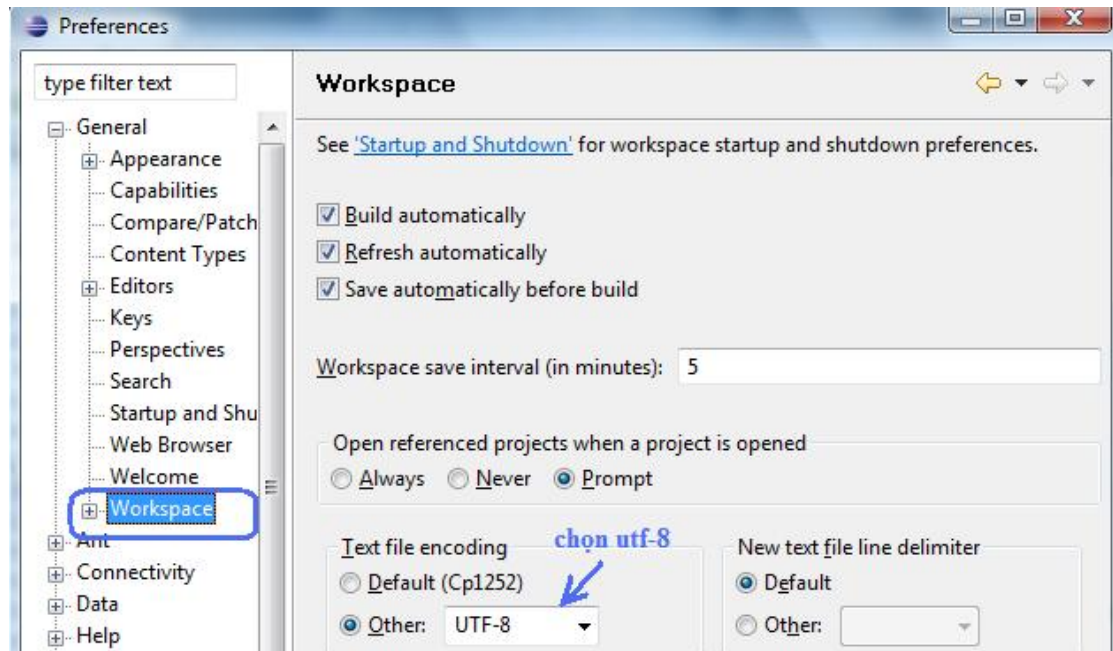 Preferences
type filter text
General
Appearance
Capabilities
Compare/Patch
Content Types
Editors
Keys
Perspectives
Search
Startup and Shu
Web Browser
Welcome
Workspace
Ant
Connectivity
Data
Help
Workspace
See 'Startup and Shutdown' for workspace startup and shutdown preferences.
Build automatically
Refresh automatically
Save automatically before build
Workspace save interval (in minutes): 5
Open referenced projects when a project is opened
Always Never Prompt
chọn utf-8
Text file encoding
Default (Cp1252)
Other: UTF-8
New text file line delimiter
Default
Other: